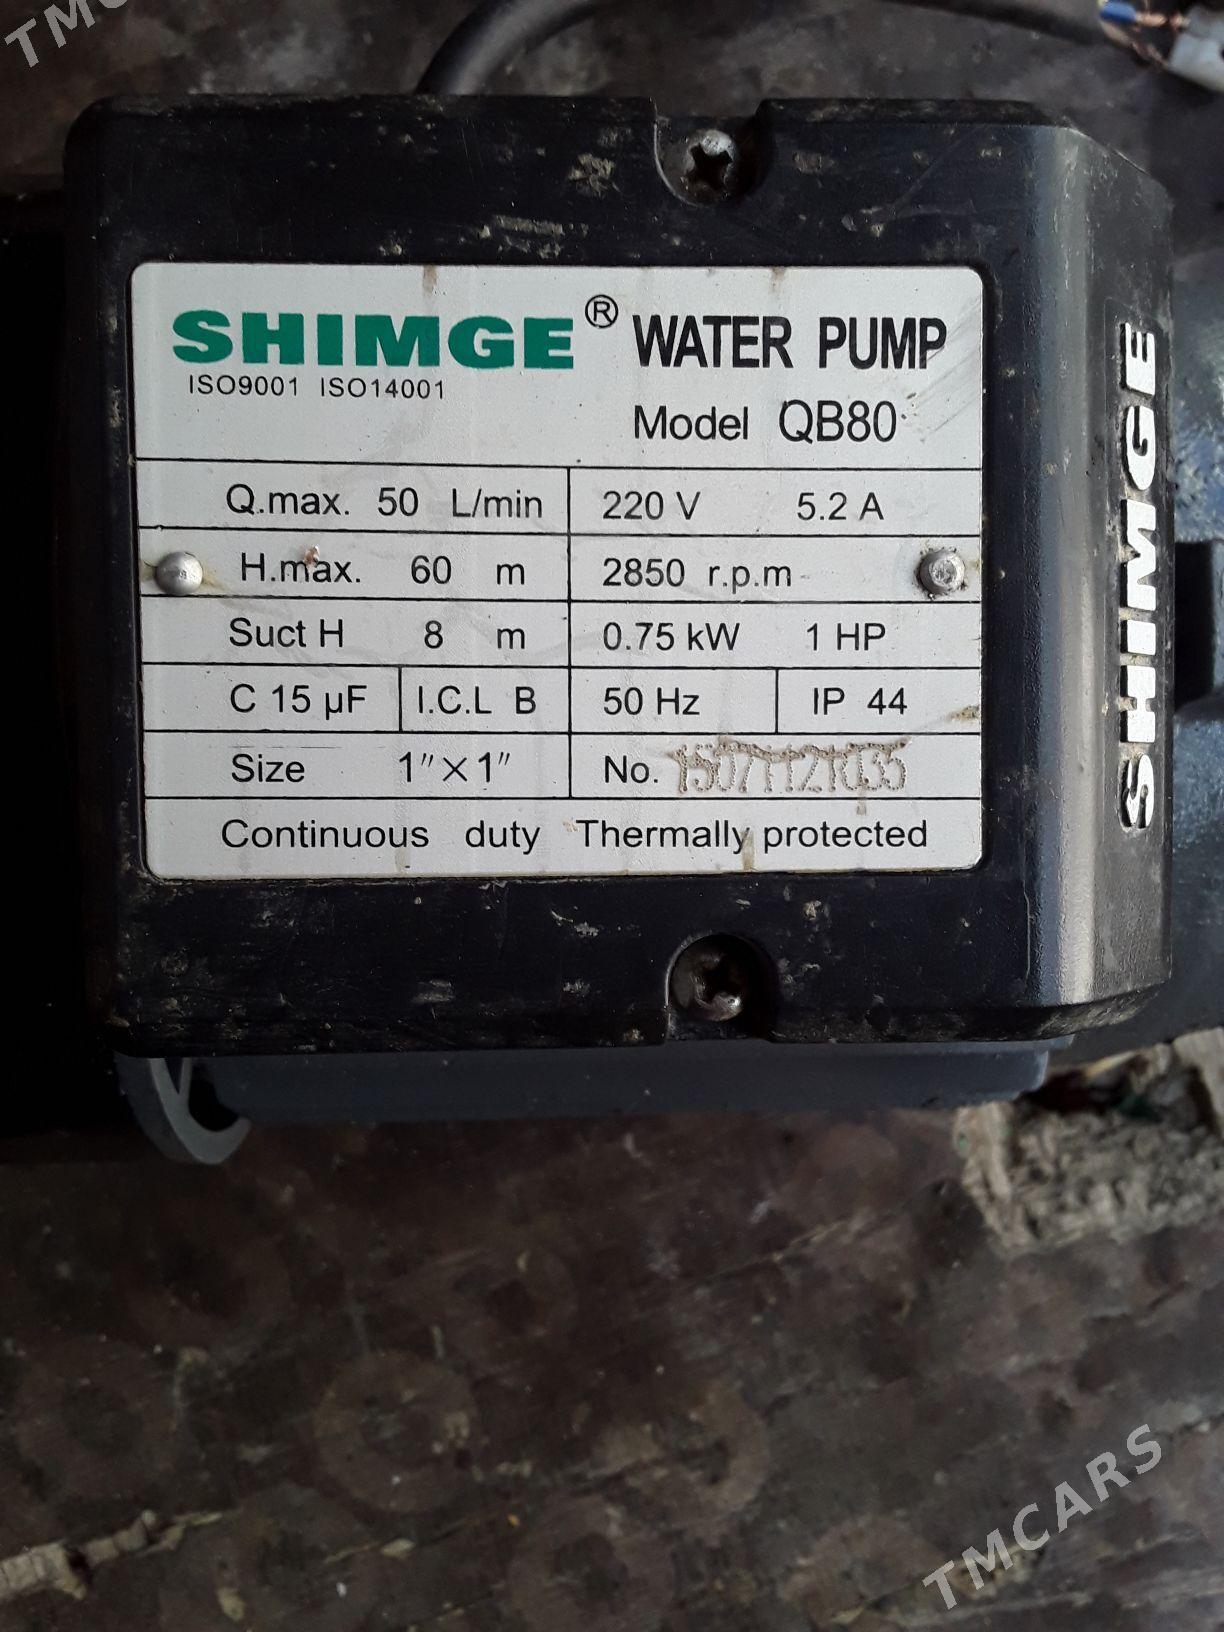 TMC
SHIMGE® WATER PUMP
ISO9001 ISO14001
Model QB80
Q.max. 50 L/min 220 V 5.2 A
H.max. 60 m 2850 r.p.m
Suct H 8 m 0.75 kW 1 HP
C 15 µF I.C.L B 50 Hz IP 44
Size 1"×1" No. 15071121035
Continuous duty Thermally protected
SHIMGE
TMCARS